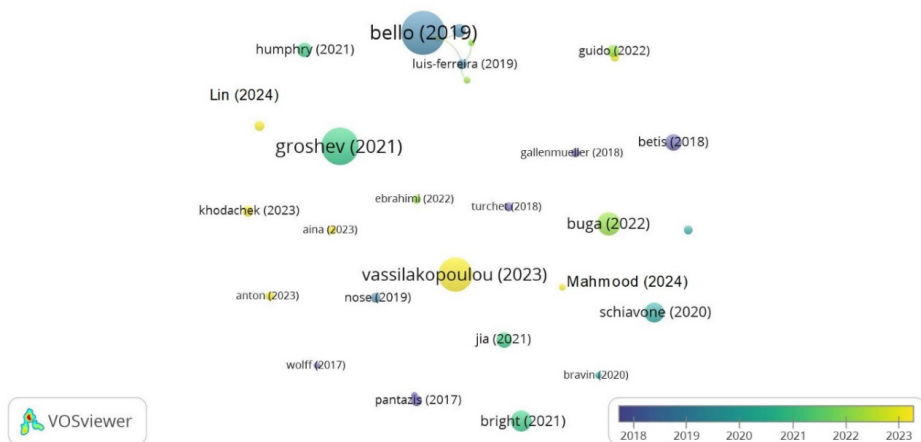 bello (2019)
humphry (2021)
guido (2022)
luis-ferreira (2019)
Lin (2024)
groshev (2021)
betis (2018)
gallenmueller (2018)
ebrahimi (2022)
turchet (2018)
khodachek (2023)
buga (2022)
aina (2023)
vassilakopoulou (2023)
Mahmood (2024)
anton (2023)
nose (2019)
schiavone (2020)
jia (2021)
wolff (2017)
bravin (2020)
pantazis (2017)
bright (2021)
VOSviewer
2018 2019 2020 2021 2022 2023